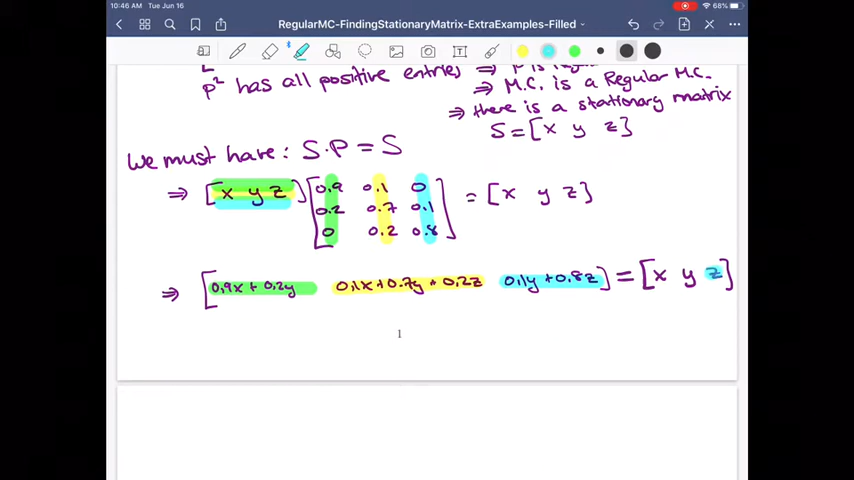 10:46 AM Tue Jun 16
68%
RegularMC-FindingStationaryMatrix-ExtraExamples-Filled
P² has all positive entries ⇒ P is
⇒ M.C. is a Regular M.C.
⇒ there is a stationary matrix
S = [x y z]
We must have: S.P = S
⇒ [x y z] [0.9 0.1 0
0.2 0.7 0.1
0 0.2 0.8] = [x y z]
⇒ [0.9x + 0.2y 0.1x + 0.7y + 0.2z 0.1y + 0.8z] = [x y z]
1